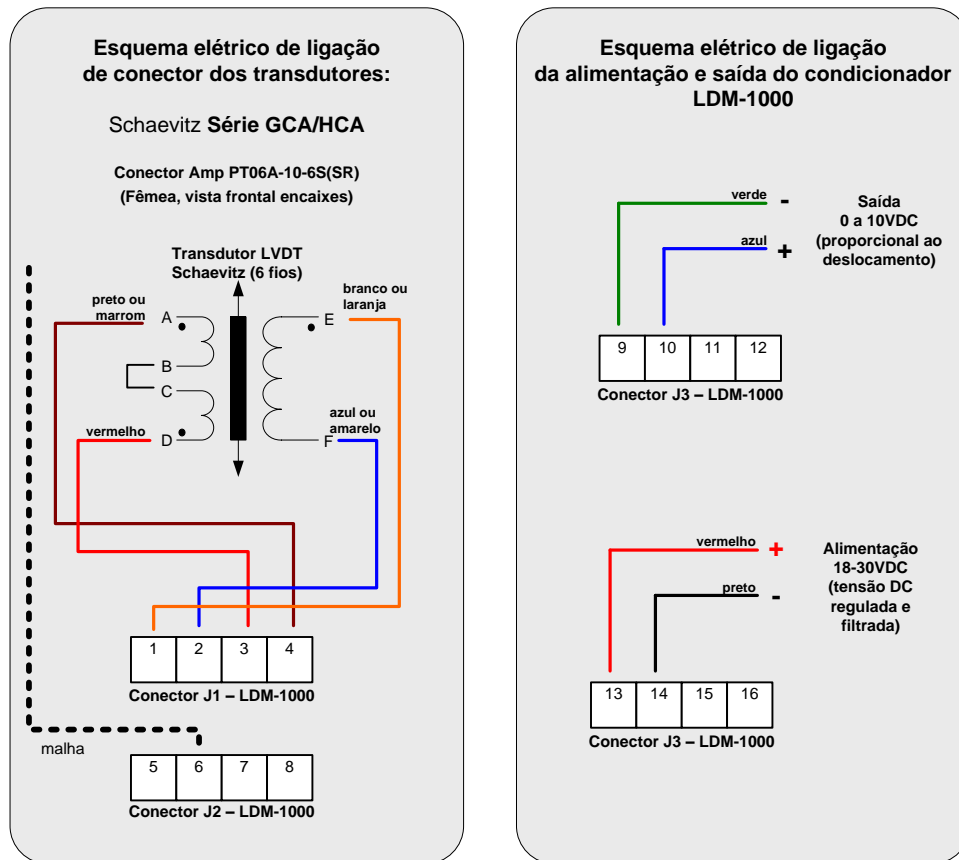 Esquema elétrico de ligação
de conector dos transdutores:
Schaevitz Série GCA/HCA
Conector Amp PT06A-10-6S(SR)
(Fêmea, vista frontal encaixes)
Transdutor LVDT
Schaevitz (6 fios)
preto ou
marrom
A
B
C
vermelho
D
branco ou
laranja
E
azul ou
amarelo
F
1 2 3 4
Conector J1 – LDM-1000
malha
5 6 7 8
Conector J2 – LDM-1000
Esquema elétrico de ligação
da alimentação e saída do condicionador
LDM-1000
verde -
azul +
Saída
0 a 10VDC
(proporcional ao
deslocamento)
9 10 11 12
Conector J3 – LDM-1000
vermelho +
preto -
Alimentação
18-30VDC
(tensão DC
regulada e
filtrada)
13 14 15 16
Conector J3 – LDM-1000